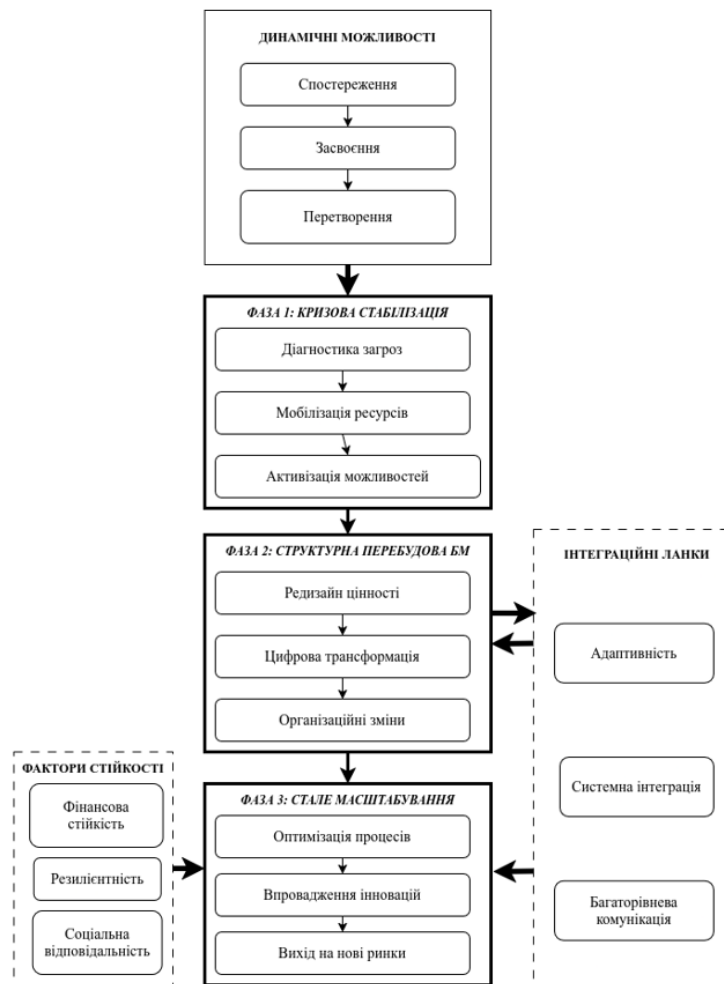 ДИНАМІЧНІ МОЖЛИВОСТІ
Спостереження
Засвоєння
Перетворення
ФАЗА 1: КРИЗОВА СТАБІЛІЗАЦІЯ
Діагностика загроз
Мобілізація ресурсів
Активізація можливостей
ФАЗА 2: СТРУКТУРНА ПЕРЕБУДОВА БМ
Редизайн цінності
Цифрова трансформація
Організаційні зміни
ІНТЕГРАЦІЙНІ ЛАНКИ
Адаптивність
Системна інтеграція
Багаторівнева
комунікація
ФАКТОРИ СТІЙКОСТІ
Фінансова
стійкість
Резилієнтність
Соціальна
відповідальність
ФАЗА 3: СТАЛЕ МАСШТАБУВАННЯ
Оптимізація процесів
Впровадження інновацій
Вихід на нові ринки